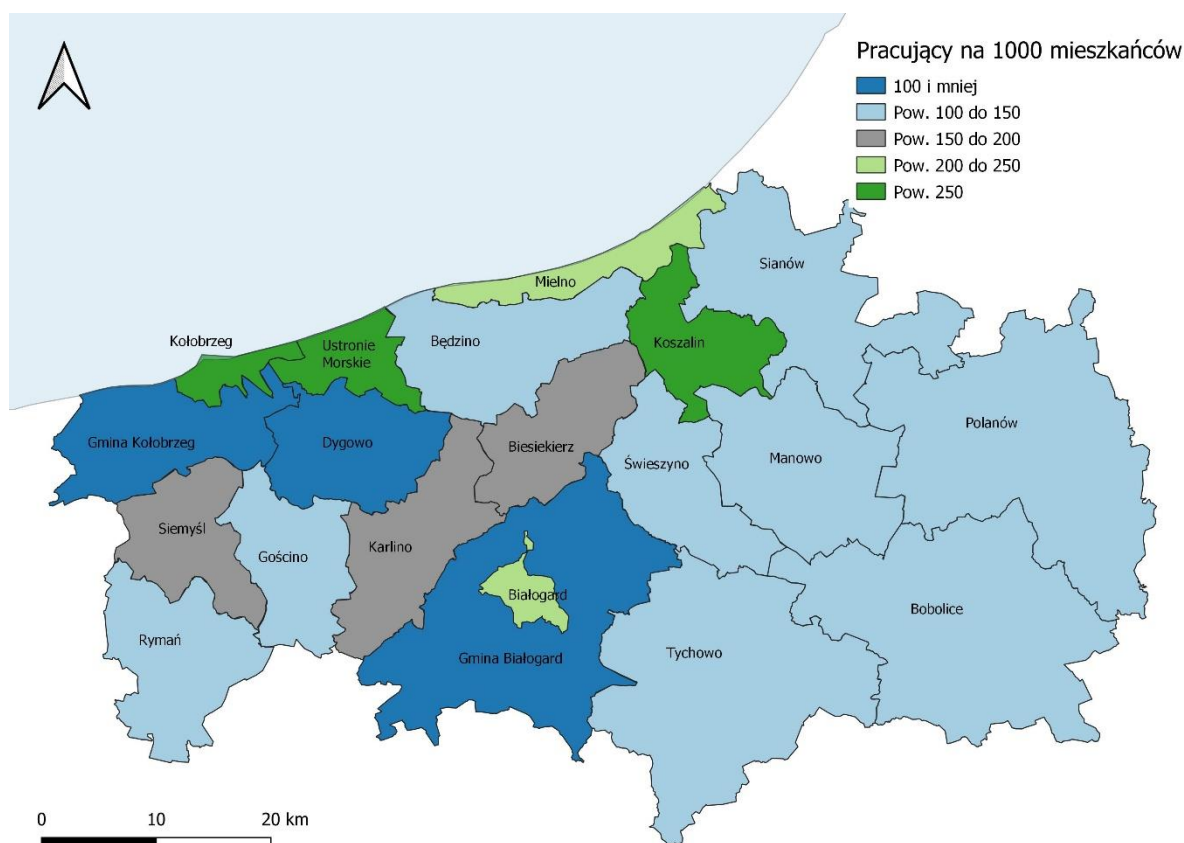 Pracujący na 1000 mieszkańców
100 i mniej
Pow. 100 do 150
Pow. 150 do 200
Pow. 200 do 250
Pow. 250
Sianów
Mielno
Kołobrzeg
Ustronie
Morskie
Będzino
Koszalin
Gmina Kołobrzeg
Dygowo
Biesiekierz
Świeszyno
Manowo
Polanów
Siemyśl
Gościno
Karlino
Białogard
Bobolice
Rymań
Gmina Białogard
Tychowo
0 10 20 km